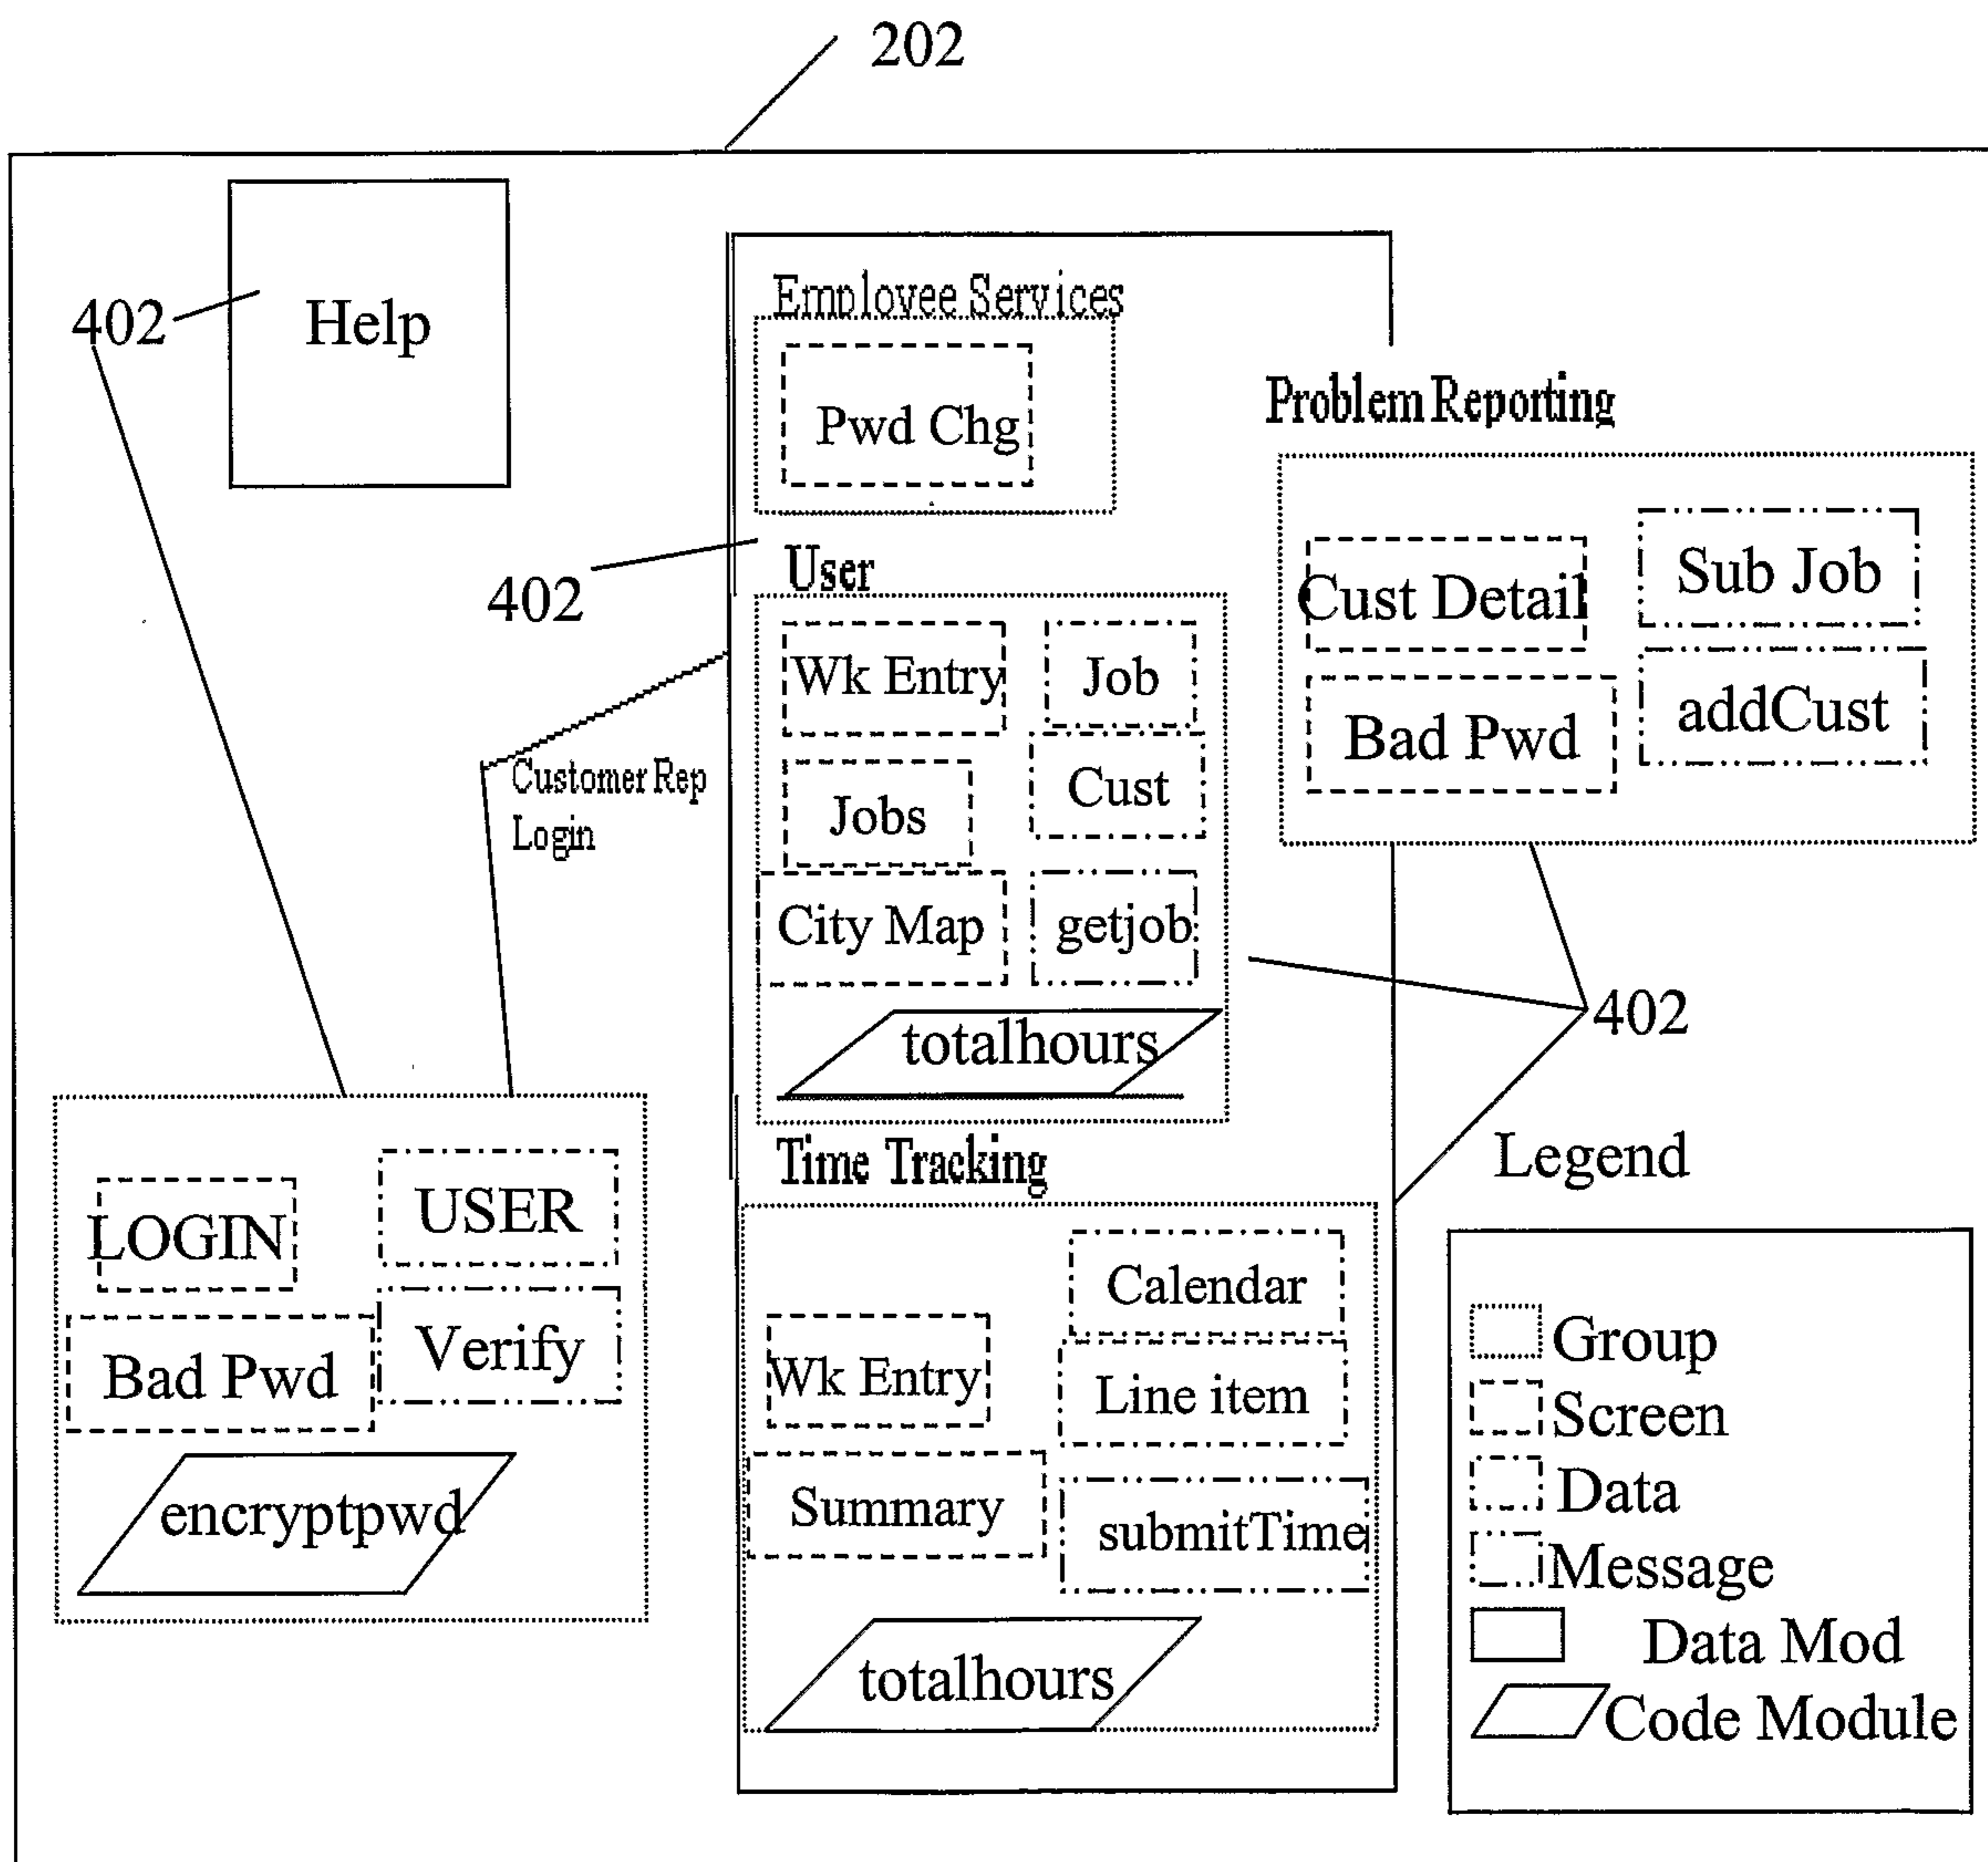 202
402
Help
Employee Services
Pwd Chg
Problem Reporting
402
User
Cust Detail
Sub Job
Bad Pwd
addCust
Wk Entry
Job
Customer Rep
Login
Jobs
Cust
City Map
getjob
totalhours
402
LOGIN
USER
Bad Pwd
Verify
encryptpwd
Time Tracking
Calendar
Wk Entry
Line item
Summary
submitTime
totalhours
Legend
Group
Screen
Data
Message
Data Mod
Code Module